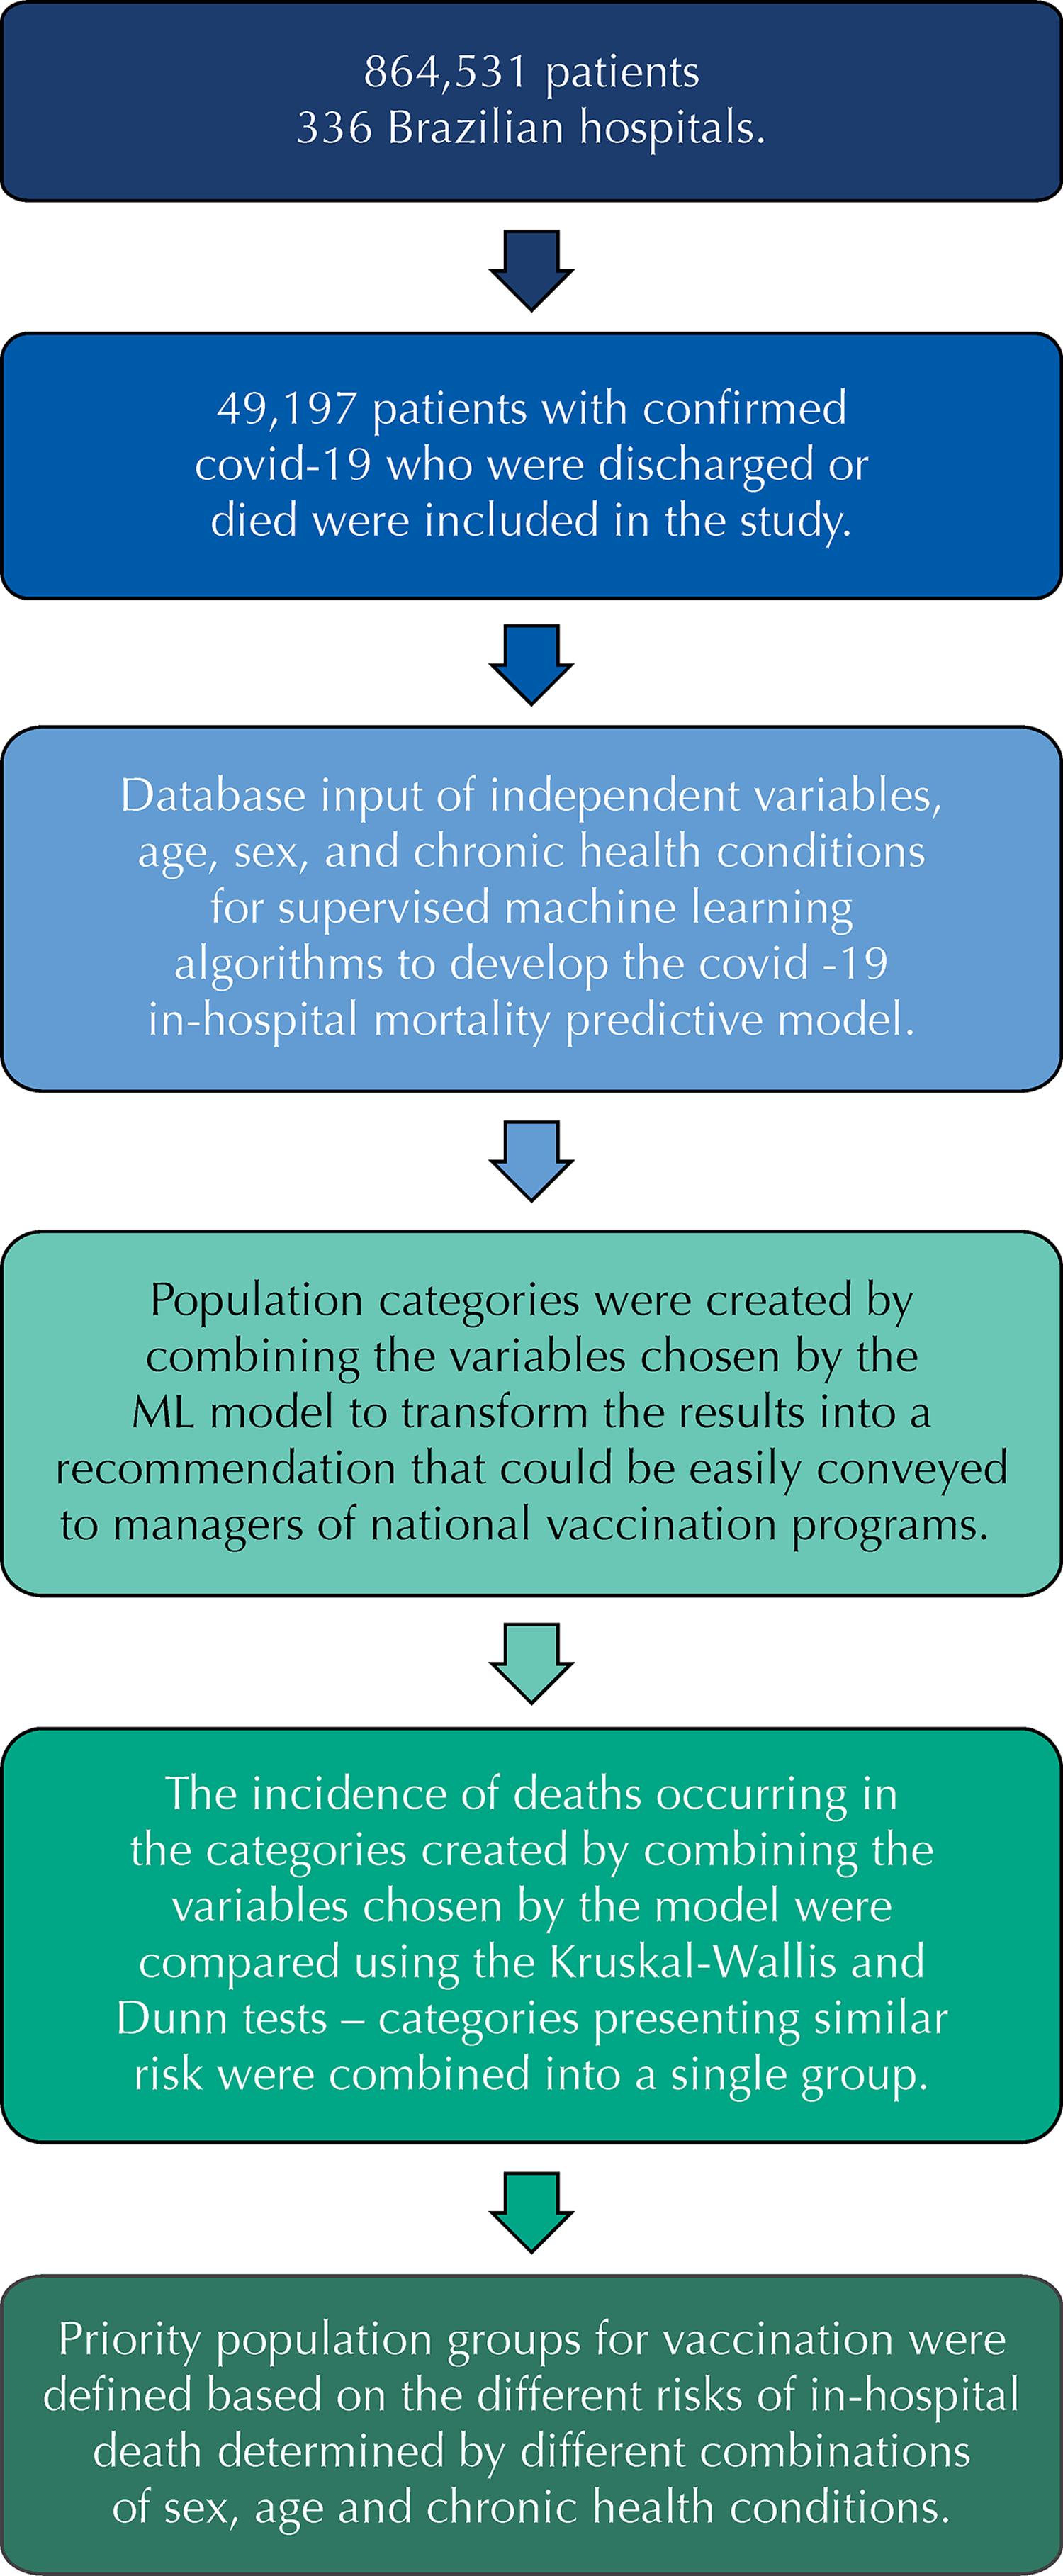 864,531 patients
336 Brazilian hospitals.
49,197 patients with confirmed
covid-19 who were discharged or
died were included in the study.
Database input of independent variables,
age, sex, and chronic health conditions
for supervised machine learning
algorithms to develop the covid -19
in-hospital mortality predictive model.
Population categories were created by
combining the variables chosen by the
ML model to transform the results into a
recommendation that could be easily conveyed
to managers of national vaccination programs.
The incidence of deaths occurring in
the categories created by combining the
variables chosen by the model were
compared using the Kruskal-Wallis and
Dunn tests – categories presenting similar
risk were combined into a single group.
Priority population groups for vaccination were
defined based on the different risks of in-hospital
death determined by different combinations
of sex, age and chronic health conditions.